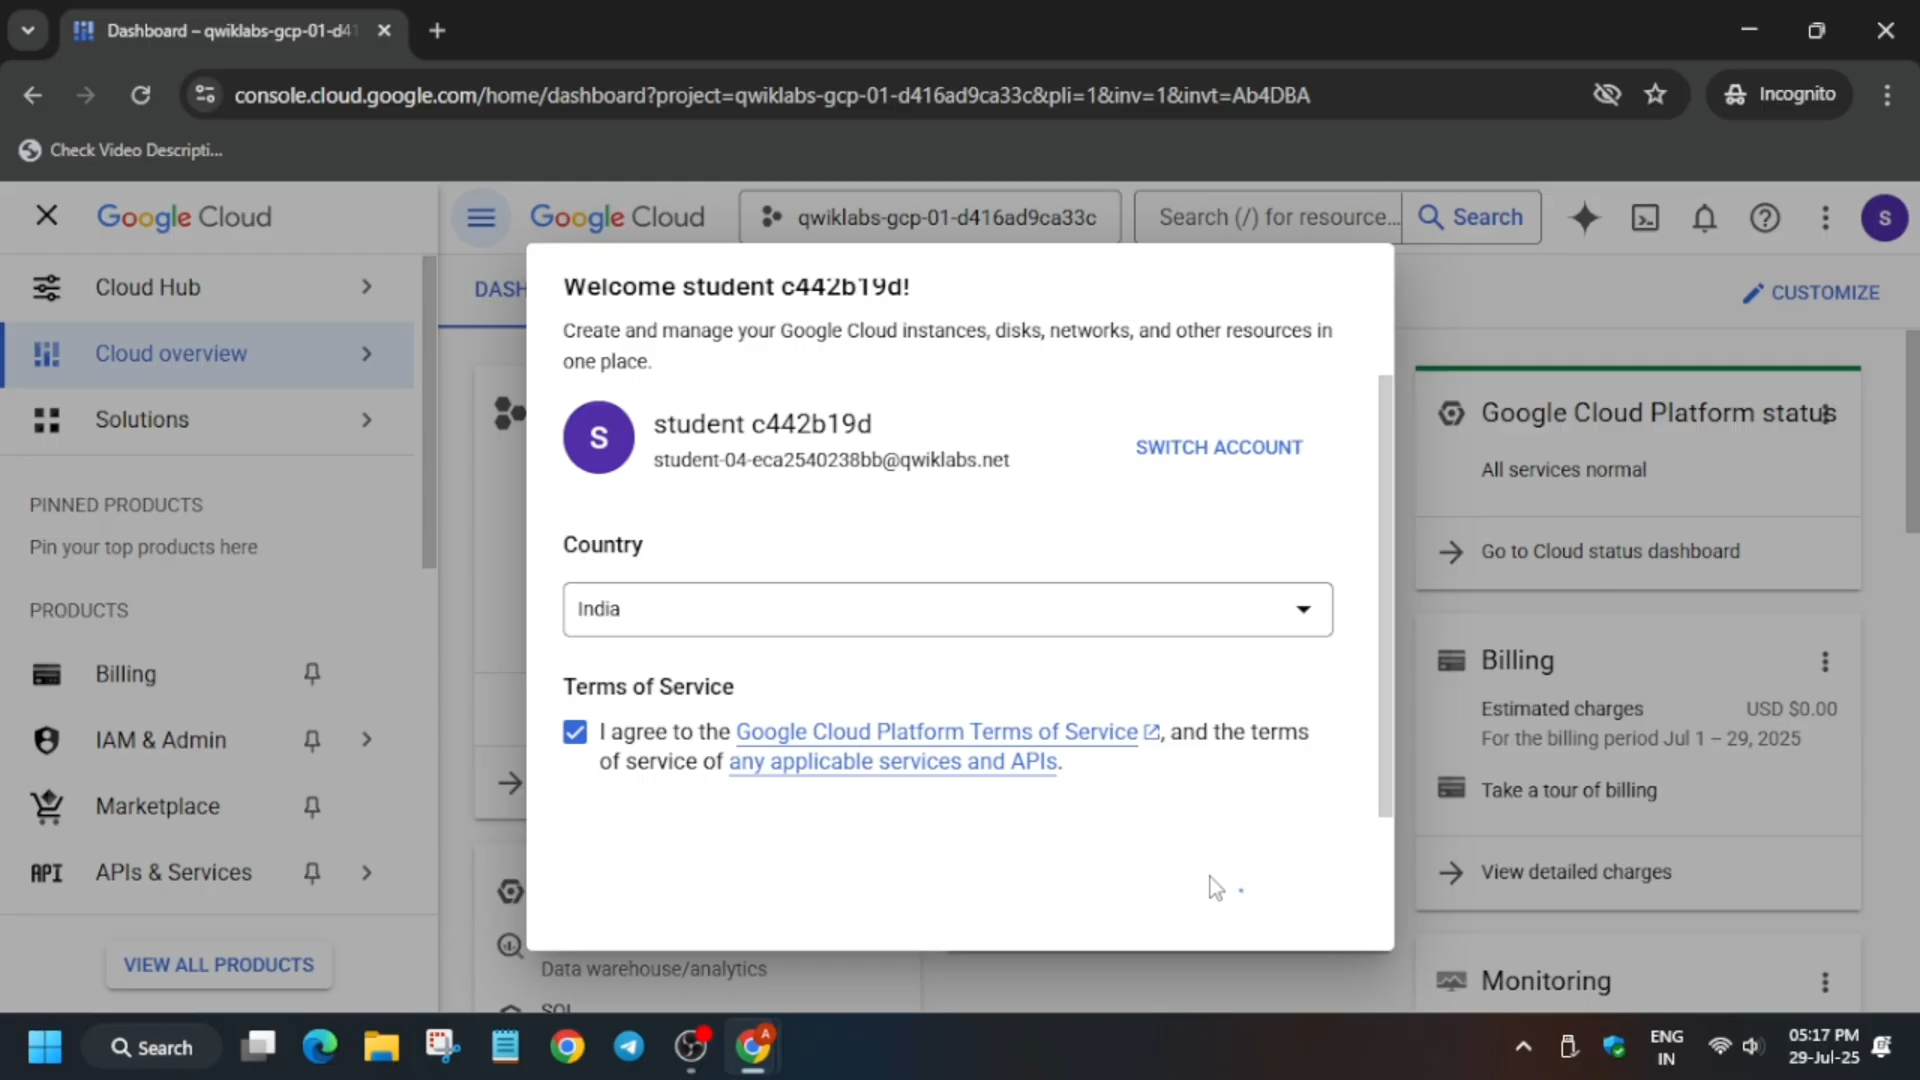 Dashboard – qwiklabs-gcp-01-d41
console.cloud.google.com/home/dashboard?project=qwiklabs-gcp-01-d416ad9ca33c&pli=1&inv=1&invt=Ab4DBA
Incognito
Check Video Descripti...
Google Cloud
Google Cloud
qwiklabs-gcp-01-d416ad9ca33c
Search (/) for resource...
Search
S
Cloud Hub
Cloud overview
Solutions
PINNED PRODUCTS
Pin your top products here
PRODUCTS
Billing
IAM & Admin
Marketplace
API APIs & Services
VIEW ALL PRODUCTS
DASH
CUSTOMIZE
Welcome student c442b19d!
Create and manage your Google Cloud instances, disks, networks, and other resources in
one place.
S
student c442b19d
student-04-eca2540238bb@qwiklabs.net
SWITCH ACCOUNT
Country
India
Terms of Service
I agree to the Google Cloud Platform Terms of Service, and the terms
of service of any applicable services and APIs.
Data warehouse/analytics
SQL
Google Cloud Platform status
All services normal
Go to Cloud status dashboard
Billing
Estimated charges USD $0.00
For the billing period Jul 1 – 29, 2025
Take a tour of billing
View detailed charges
Monitoring
Search
A
ENG
IN
05:17 PM
29-Jul-25